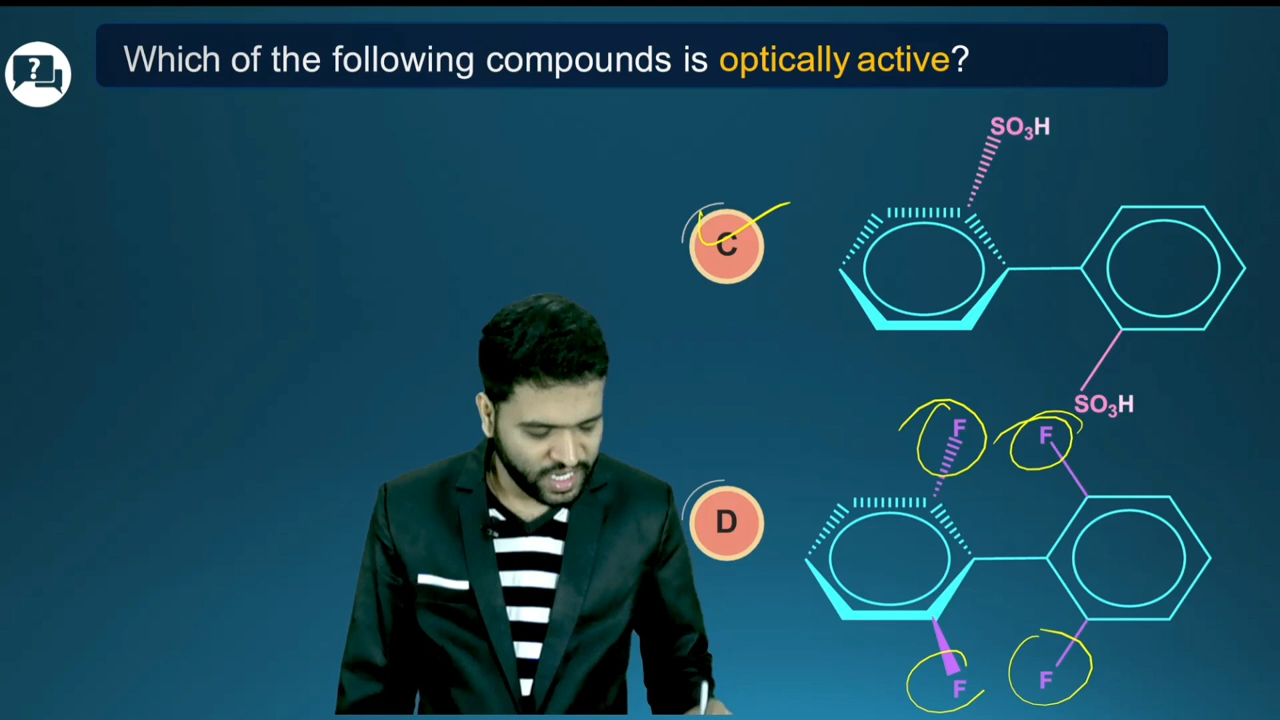 ?
Which of the following compounds is optically active?
SO₃H
C
SO₃H
F
F
D
F
F